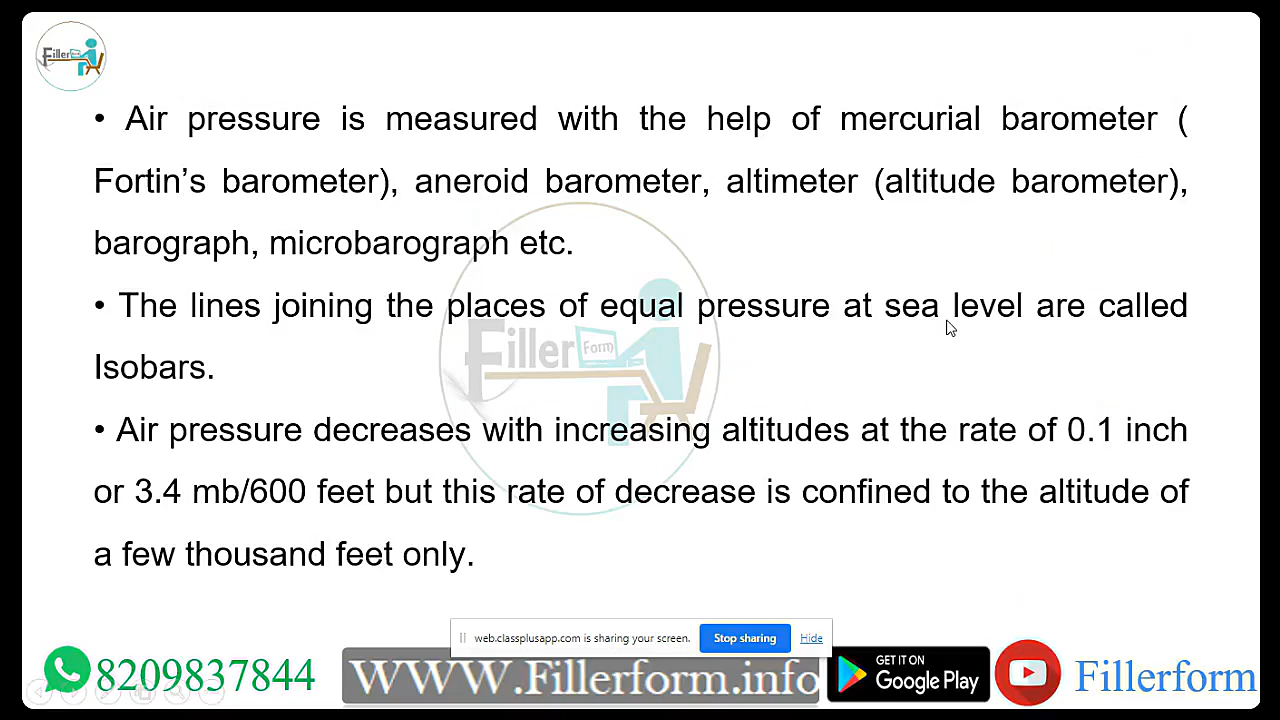 Filler
• Air pressure is measured with the help of mercurial barometer (
Fortin’s barometer), aneroid barometer, altimeter (altitude barometer),
barograph, microbarograph etc.
• The lines joining the places of equal pressure at sea level are called
Isobars.
Filler Form
• Air pressure decreases with increasing altitudes at the rate of 0.1 inch
or 3.4 mb/600 feet but this rate of decrease is confined to the altitude of
a few thousand feet only.
web.classplusapp.com is sharing your screen. Stop sharing Hide
8209837844 WWW.Fillerform.info GET IT ON Google Play Fillerform